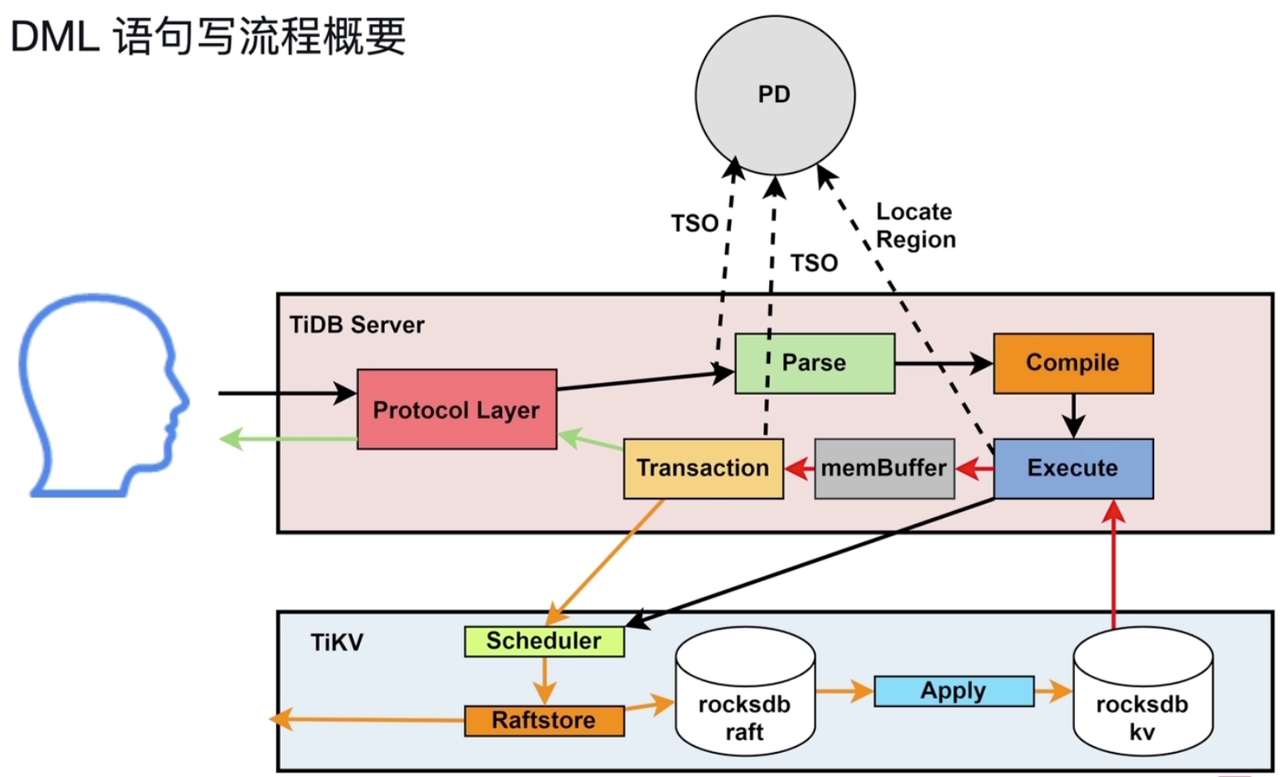 DML 语句写流程概要
PD
TSO
TSO
Locate
Region
TiDB Server
Parse
Compile
Protocol Layer
Transaction
memBuffer
Execute
TiKV
Scheduler
Raftstore
rocksdb
raft
Apply
rocksdb
kv